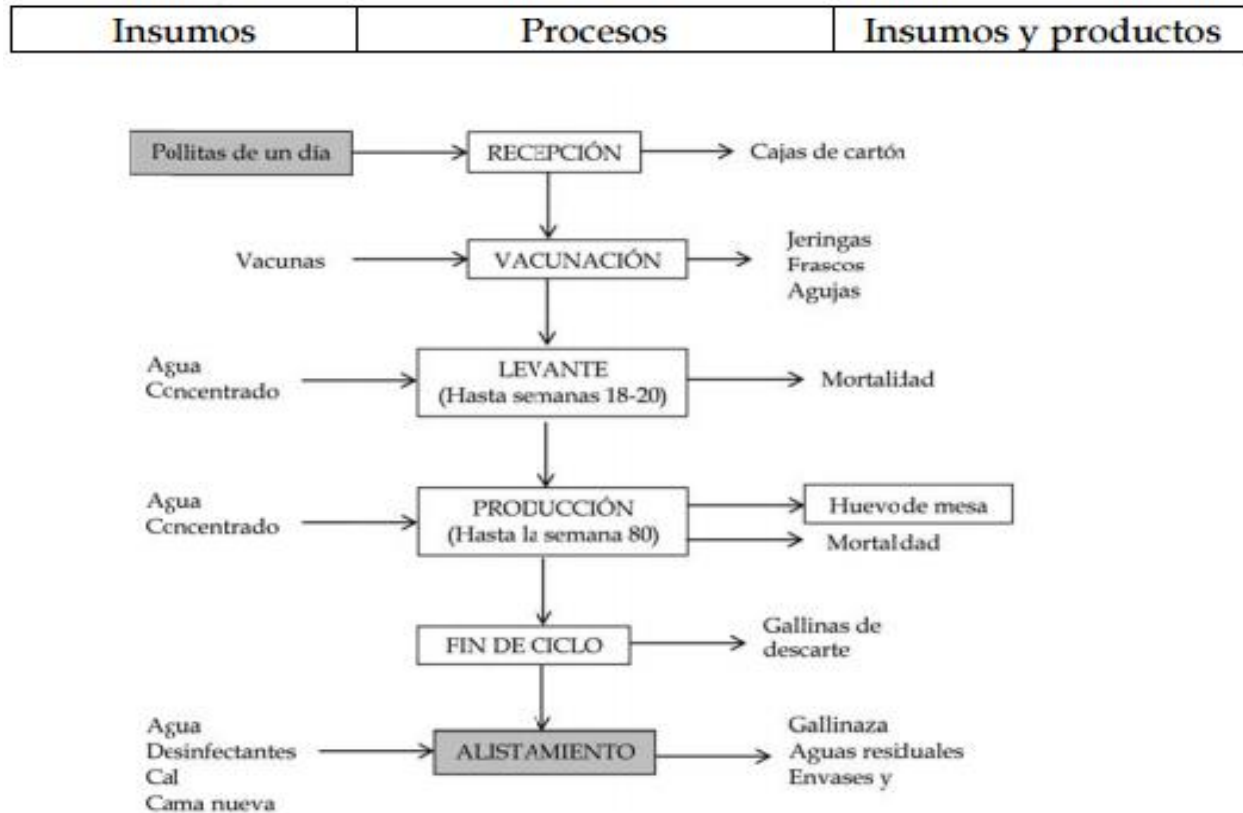 Insumos
Procesos
Insumos y productos
Pollitas de un día
RECEPCIÓN
Cajas de cartón
Vacunas
VACUNACIÓN
Jeringas
Frascos
Agujas
Agua
Concentrado
LEVANTE
(Hasta semanas 18-20)
Mortalidad
Agua
Concentrado
PRODUCCIÓN
(Hasta la semana 80)
Huevo de mesa
Mortaldad
FIN DE CICLO
Gallinas de
descarte
Agua
Desinfectantes
Cal
Cama nueva
ALISTAMIENTO
Gallinaza
Aguas residuales
Envases y